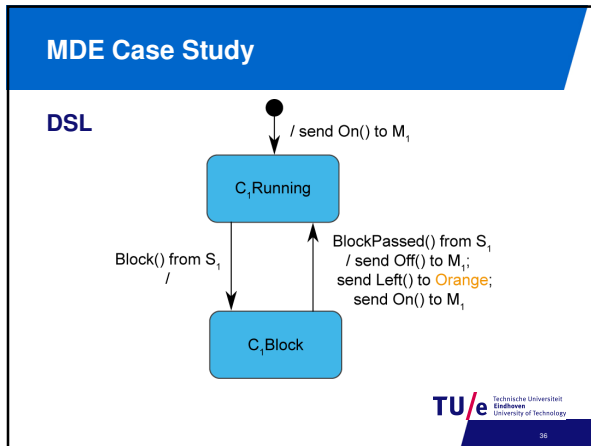 MDE Case Study
DSL
/ send On() to M₁
C₁Running
Block() from S₁
/
BlockPassed() from S₁
/ send Off() to M₁;
send Left() to Orange;
send On() to M₁
C₁Block
TU/e Technische Universiteit
Eindhoven
University of Technology
36